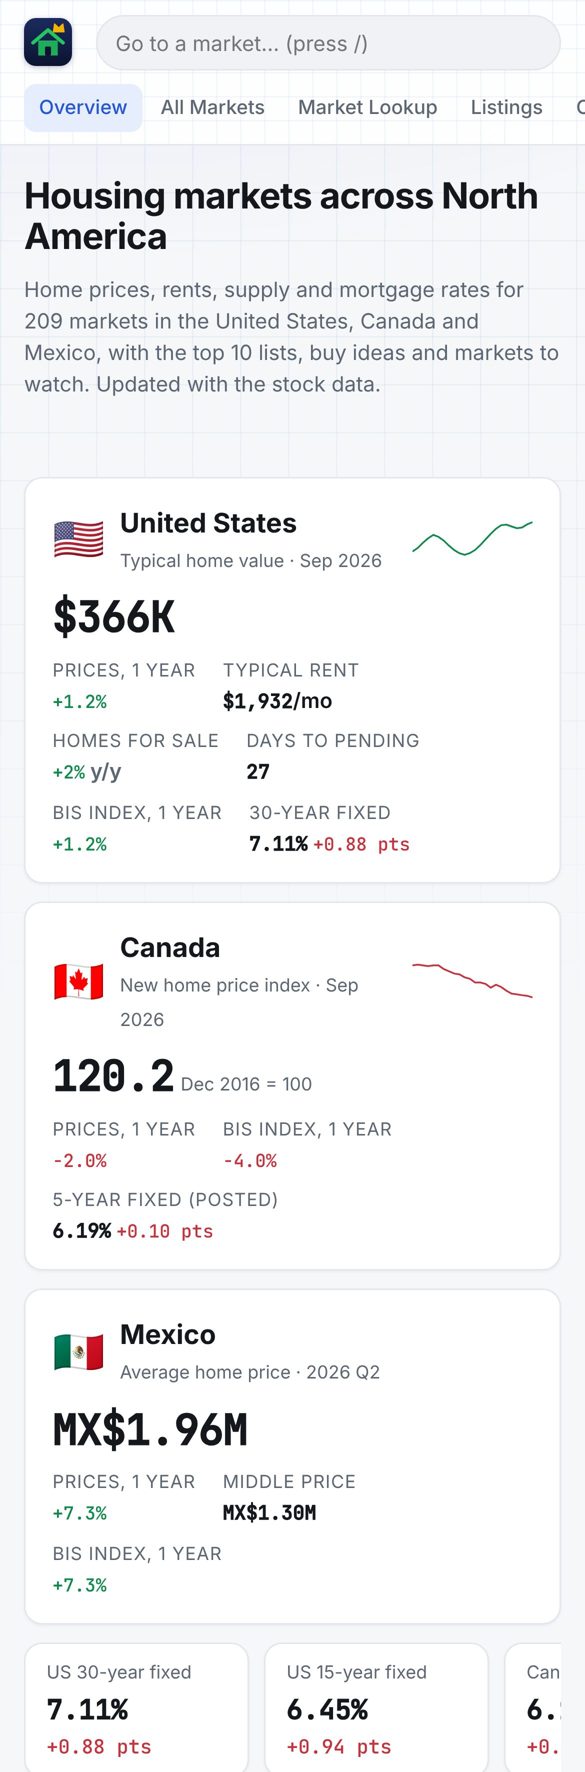 Go to a market... (press /)
Overview All Markets Market Lookup Listings
Housing markets across North
America
Home prices, rents, supply and mortgage rates for
209 markets in the United States, Canada and
Mexico, with the top 10 lists, buy ideas and markets to
watch. Updated with the stock data.
United States
Typical home value · Sep 2026
$366K
PRICES, 1 YEAR TYPICAL RENT
+1.2% $1,932/mo
HOMES FOR SALE DAYS TO PENDING
+2% y/y 27
BIS INDEX, 1 YEAR 30-YEAR FIXED
+1.2% 7.11% +0.88 pts
Canada
New home price index · Sep
2026
120.2 Dec 2016 = 100
PRICES, 1 YEAR BIS INDEX, 1 YEAR
-2.0% -4.0%
5-YEAR FIXED (POSTED)
6.19% +0.10 pts
Mexico
Average home price · 2026 Q2
MX$1.96M
PRICES, 1 YEAR MIDDLE PRICE
+7.3% MX$1.30M
BIS INDEX, 1 YEAR
+7.3%
US 30-year fixed US 15-year fixed
7.11% 6.45%
+0.88 pts +0.94 pts